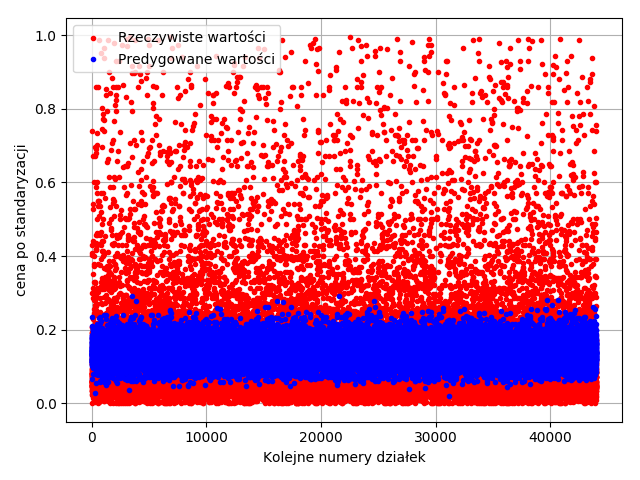 Rzeczywiste wartości
Predygowane wartości
cena po standaryzacji
1.0
0.8
0.6
0.4
0.2
0.0
0
10000
20000
30000
40000
Kolejne numery działek